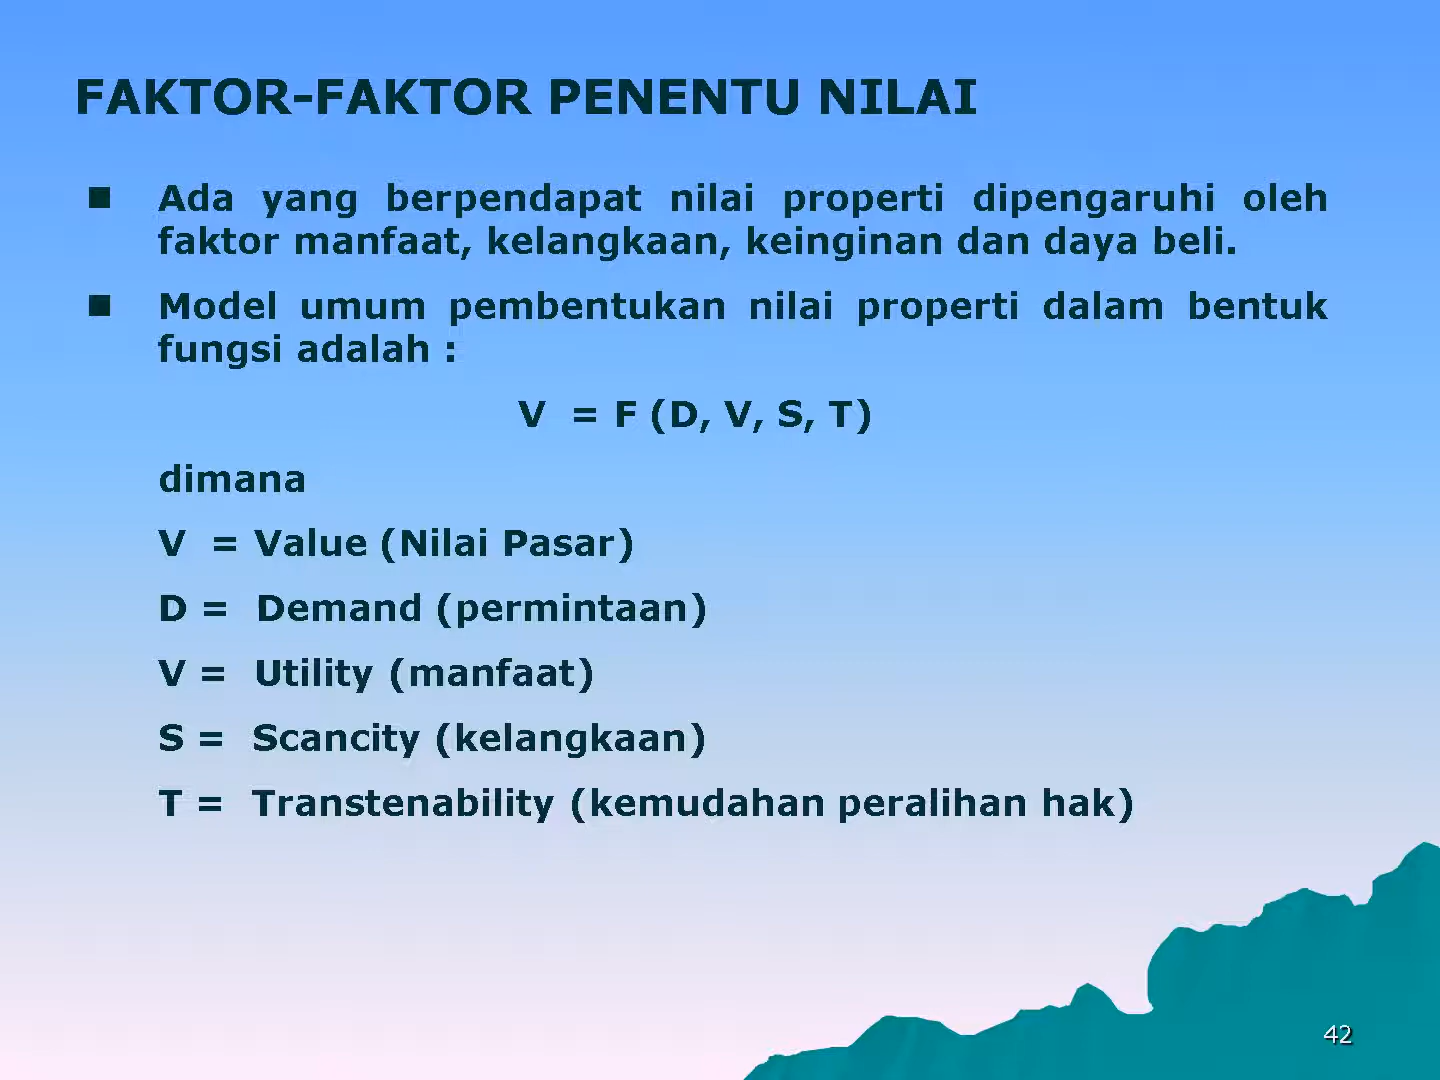 FAKTOR-FAKTOR PENENTU NILAI
■ Ada yang berpendapat nilai properti dipengaruhi oleh
faktor manfaat, kelangkaan, keinginan dan daya beli.
■ Model umum pembentukan nilai properti dalam bentuk
fungsi adalah :
V = F (D, V, S, T)
dimana
V = Value (Nilai Pasar)
D = Demand (permintaan)
V = Utility (manfaat)
S = Scancity (kelangkaan)
T = Transtenability (kemudahan peralihan hak)
42